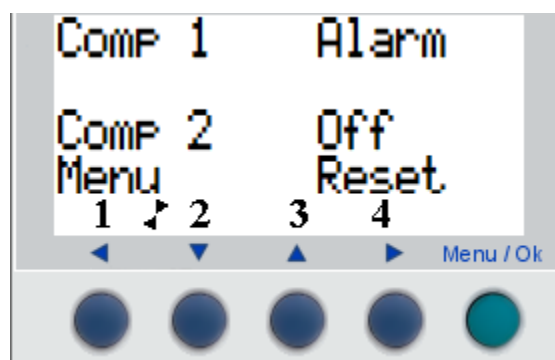 Comp 1 Alarm
Comp 2 Off
Menu Reset
1 2 3 4
Menu / Ok